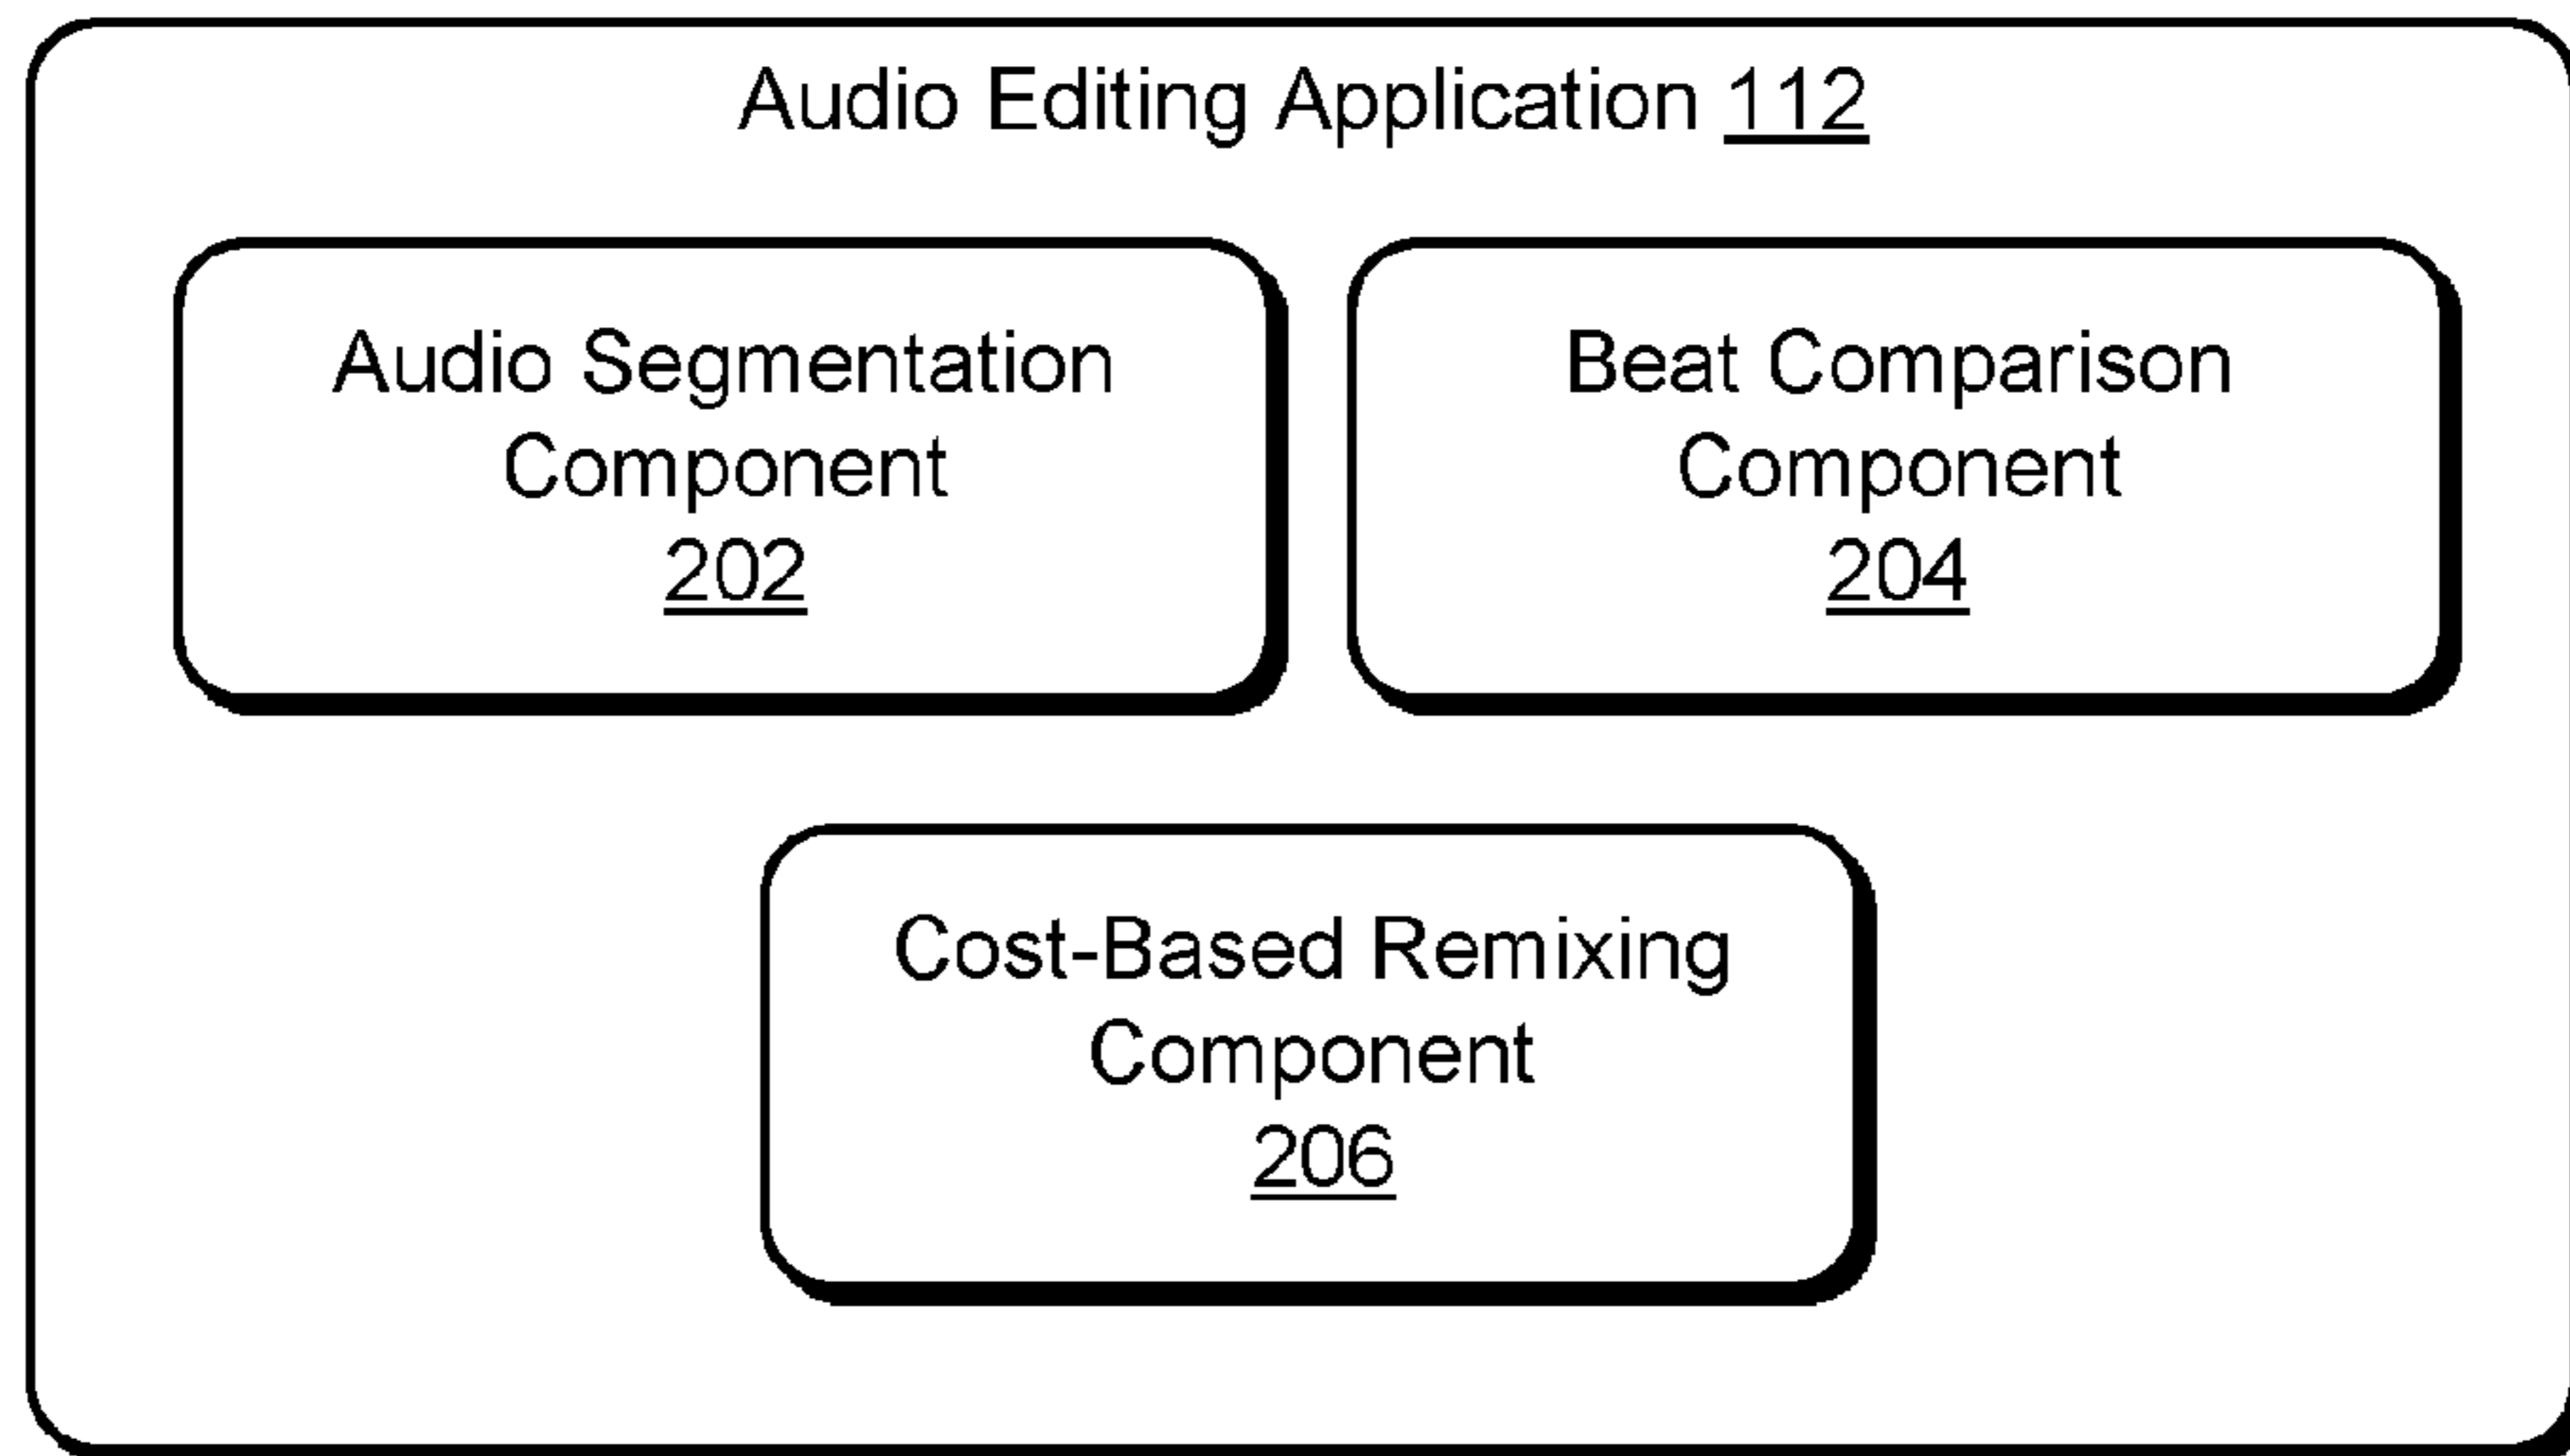 Audio Editing Application 112
Audio Segmentation
Component
202
Beat Comparison
Component
204
Cost-Based Remixing
Component
206